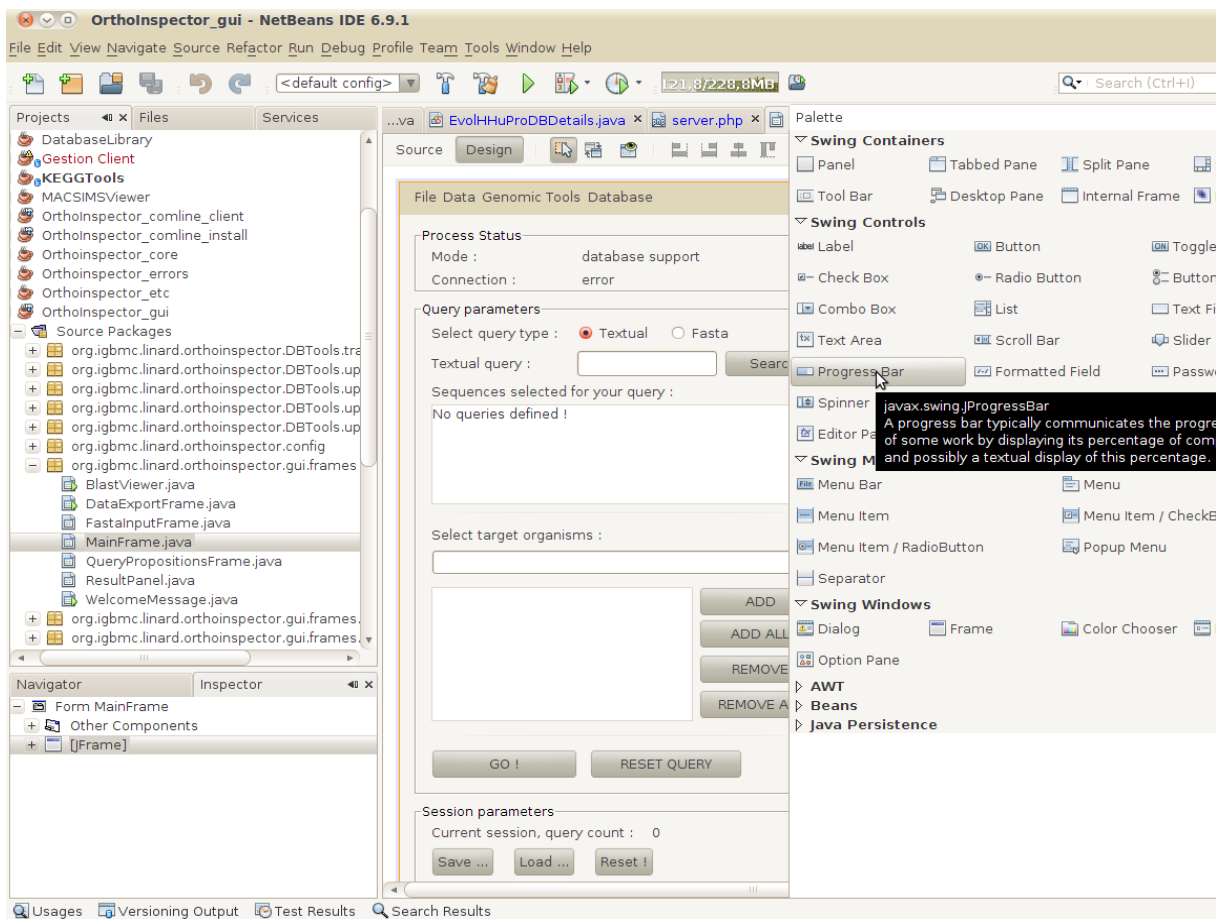 OrthoInspector_gui - NetBeans IDE 6.9.1
File Edit View Navigate Source Refactor Run Debug Profile Team Tools Window Help
<default config>
121,8/228,8MB
Search (Ctrl+I)
Projects
Files
Services
DatabaseLibrary
Gestion Client
KEGGTools
MACSIMSViewer
OrthoInspector_comline_client
OrthoInspector_comline_install
Orthoinspector_core
Orthoinspector_errors
Orthoinspector_etc
OrthoInspector_gui
Source Packages
org.igbmc.linard.orthoinspector.DBTools.tra
org.igbmc.linard.orthoinspector.DBTools.up
org.igbmc.linard.orthoinspector.DBTools.up
org.igbmc.linard.orthoinspector.DBTools.up
org.igbmc.linard.orthoinspector.DBTools.up
org.igbmc.linard.orthoinspector.config
org.igbmc.linard.orthoinspector.gui.frames
BlastViewer.java
DataExportFrame.java
FastaInputFrame.java
MainFrame.java
QueryPropositionsFrame.java
ResultPanel.java
WelcomeMessage.java
org.igbmc.linard.orthoinspector.gui.frames.
org.igbmc.linard.orthoinspector.gui.frames.
Navigator
Inspector
Form MainFrame
Other Components
[JFrame]
...va
EvolHHuProDBDetails.java
server.php
Source
Design
File Data Genomic Tools Database
Process Status
Mode : database support
Connection : error
Query parameters
Select query type : Textual Fasta
Textual query : Searc
Sequences selected for your query :
No queries defined !
Select target organisms :
ADD
ADD ALL
REMOVE
REMOVE A
GO !
RESET QUERY
Session parameters
Current session, query count : 0
Save ...
Load ...
Reset !
Palette
Swing Containers
Panel
Tabbed Pane
Split Pane
Tool Bar
Desktop Pane
Internal Frame
Swing Controls
label Label
OK Button
ON Toggle
Check Box
Radio Button
Button
Combo Box
List
Text Fi
Text Area
Scroll Bar
Slider
Progress Bar
Formatted Field
Passwo
Spinner
Editor Pa
javax.swing.JProgressBar
A progress bar typically communicates the progre
of some work by displaying its percentage of com
and possibly a textual display of this percentage.
Swing M
File Menu Bar
Menu
Menu Item
Menu Item / CheckB
Menu Item / RadioButton
Popup Menu
Separator
Swing Windows
Dialog
Frame
Color Chooser
Option Pane
AWT
Beans
Java Persistence
Usages
Versioning Output
Test Results
Search Results